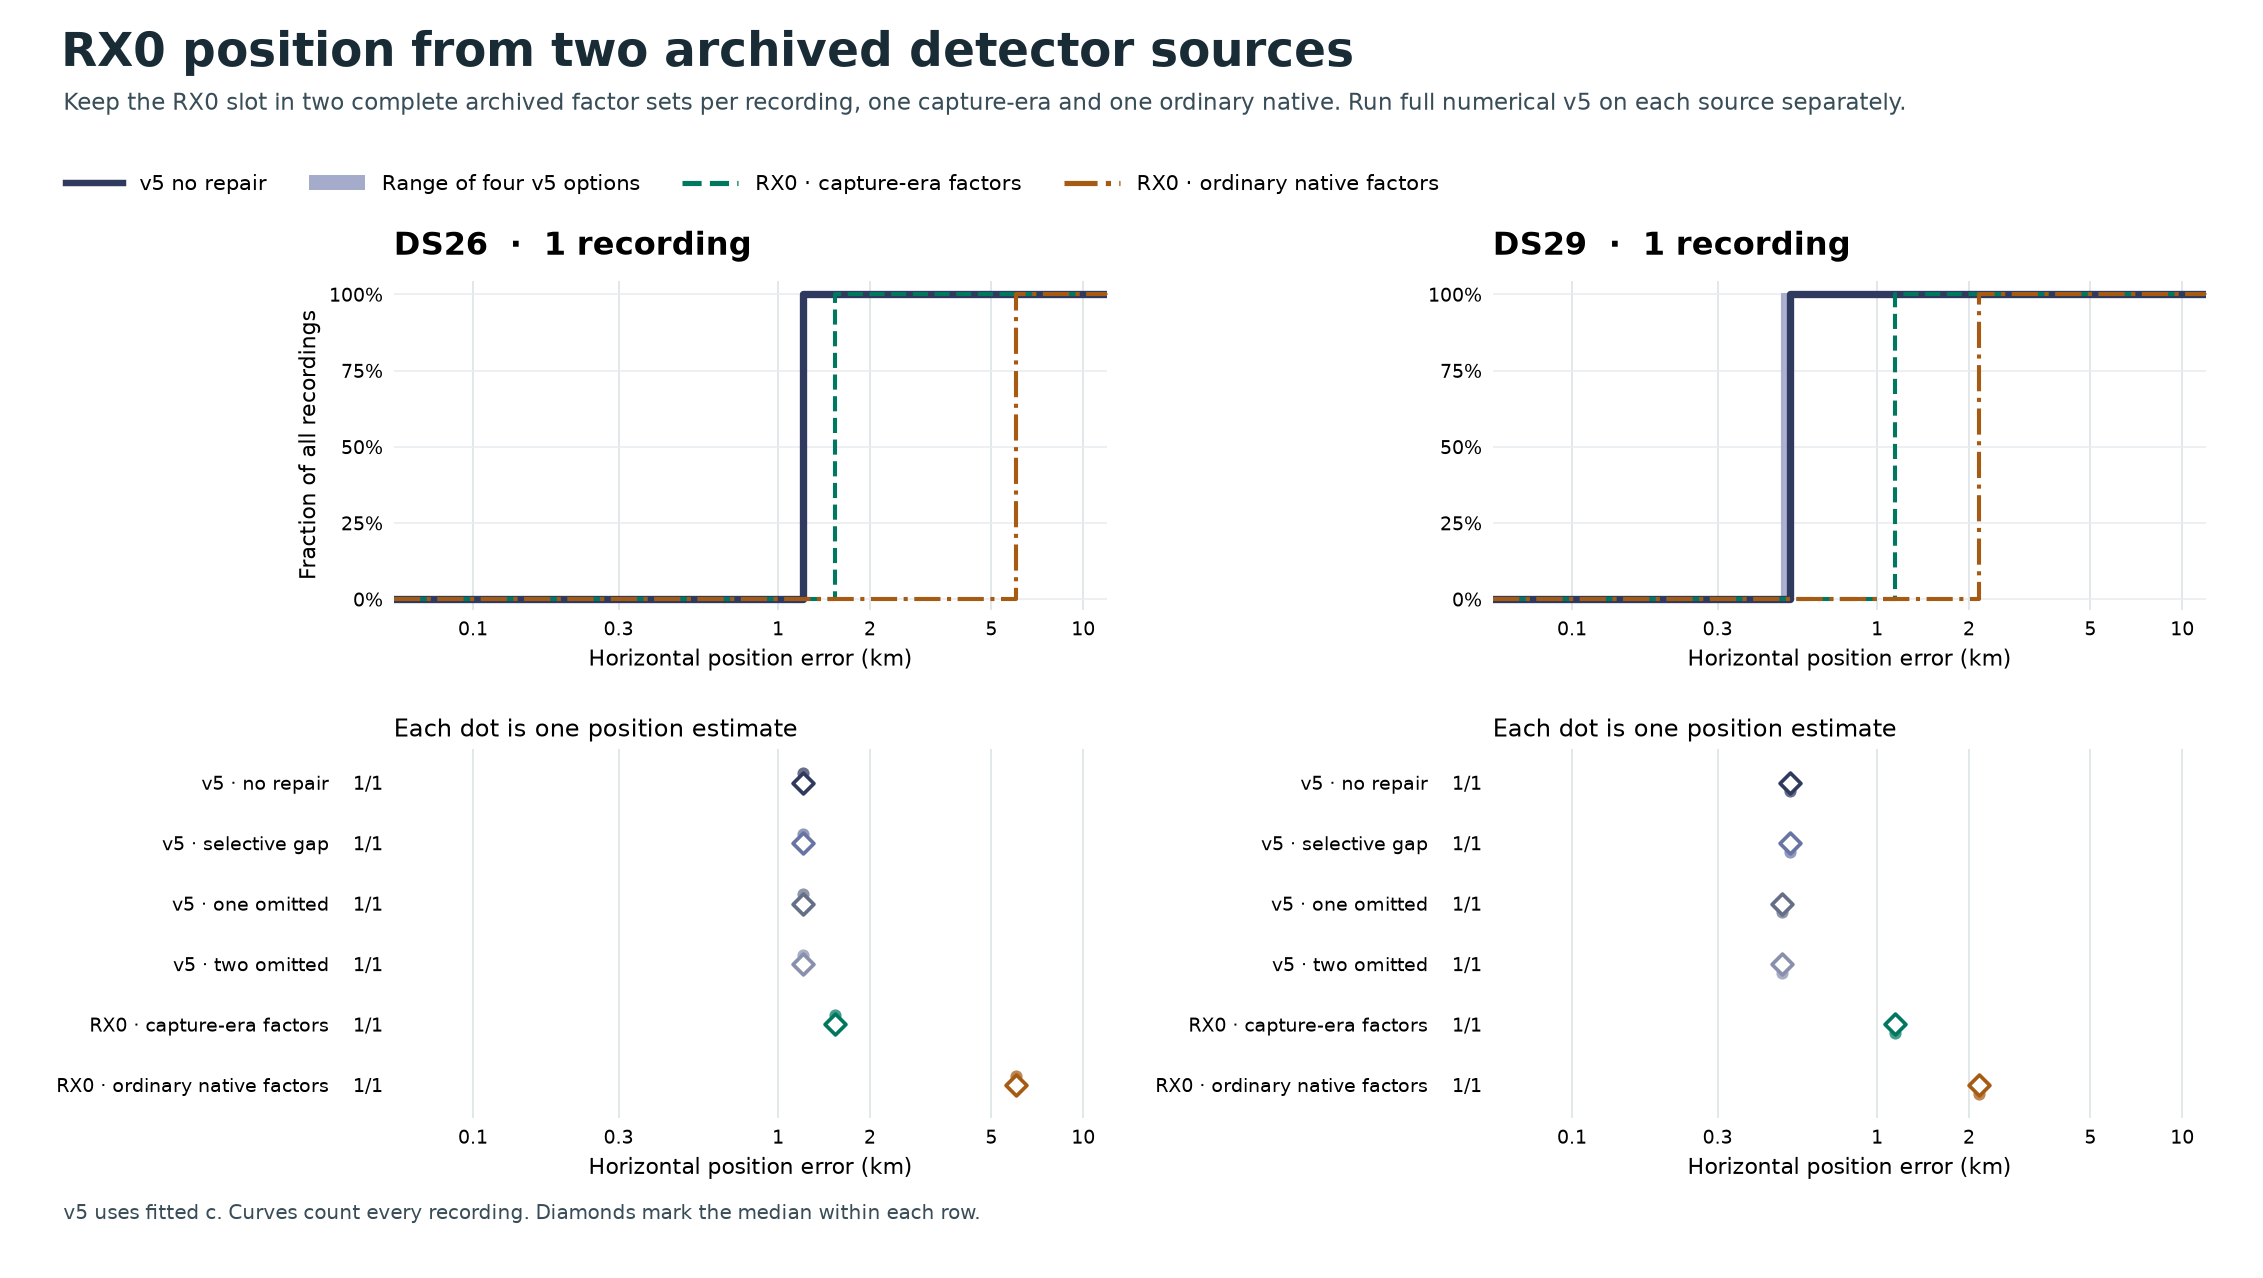 RX0 position from two archived detector sources
Keep the RX0 slot in two complete archived factor sets per recording, one capture-era and one ordinary native. Run full numerical v5 on each source separately.
v5 no repair
Range of four v5 options
RX0 · capture-era factors
RX0 · ordinary native factors
DS26 · 1 recording
Fraction of all recordings
100%
75%
50%
25%
0%
0.1 0.3 1 2 5 10
Horizontal position error (km)
DS29 · 1 recording
100%
75%
50%
25%
0%
0.1 0.3 1 2 5 10
Horizontal position error (km)
Each dot is one position estimate
v5 · no repair 1/1
v5 · selective gap 1/1
v5 · one omitted 1/1
v5 · two omitted 1/1
RX0 · capture-era factors 1/1
RX0 · ordinary native factors 1/1
0.1 0.3 1 2 5 10
Horizontal position error (km)
Each dot is one position estimate
v5 · no repair 1/1
v5 · selective gap 1/1
v5 · one omitted 1/1
v5 · two omitted 1/1
RX0 · capture-era factors 1/1
RX0 · ordinary native factors 1/1
0.1 0.3 1 2 5 10
Horizontal position error (km)
v5 uses fitted c. Curves count every recording. Diamonds mark the median within each row.